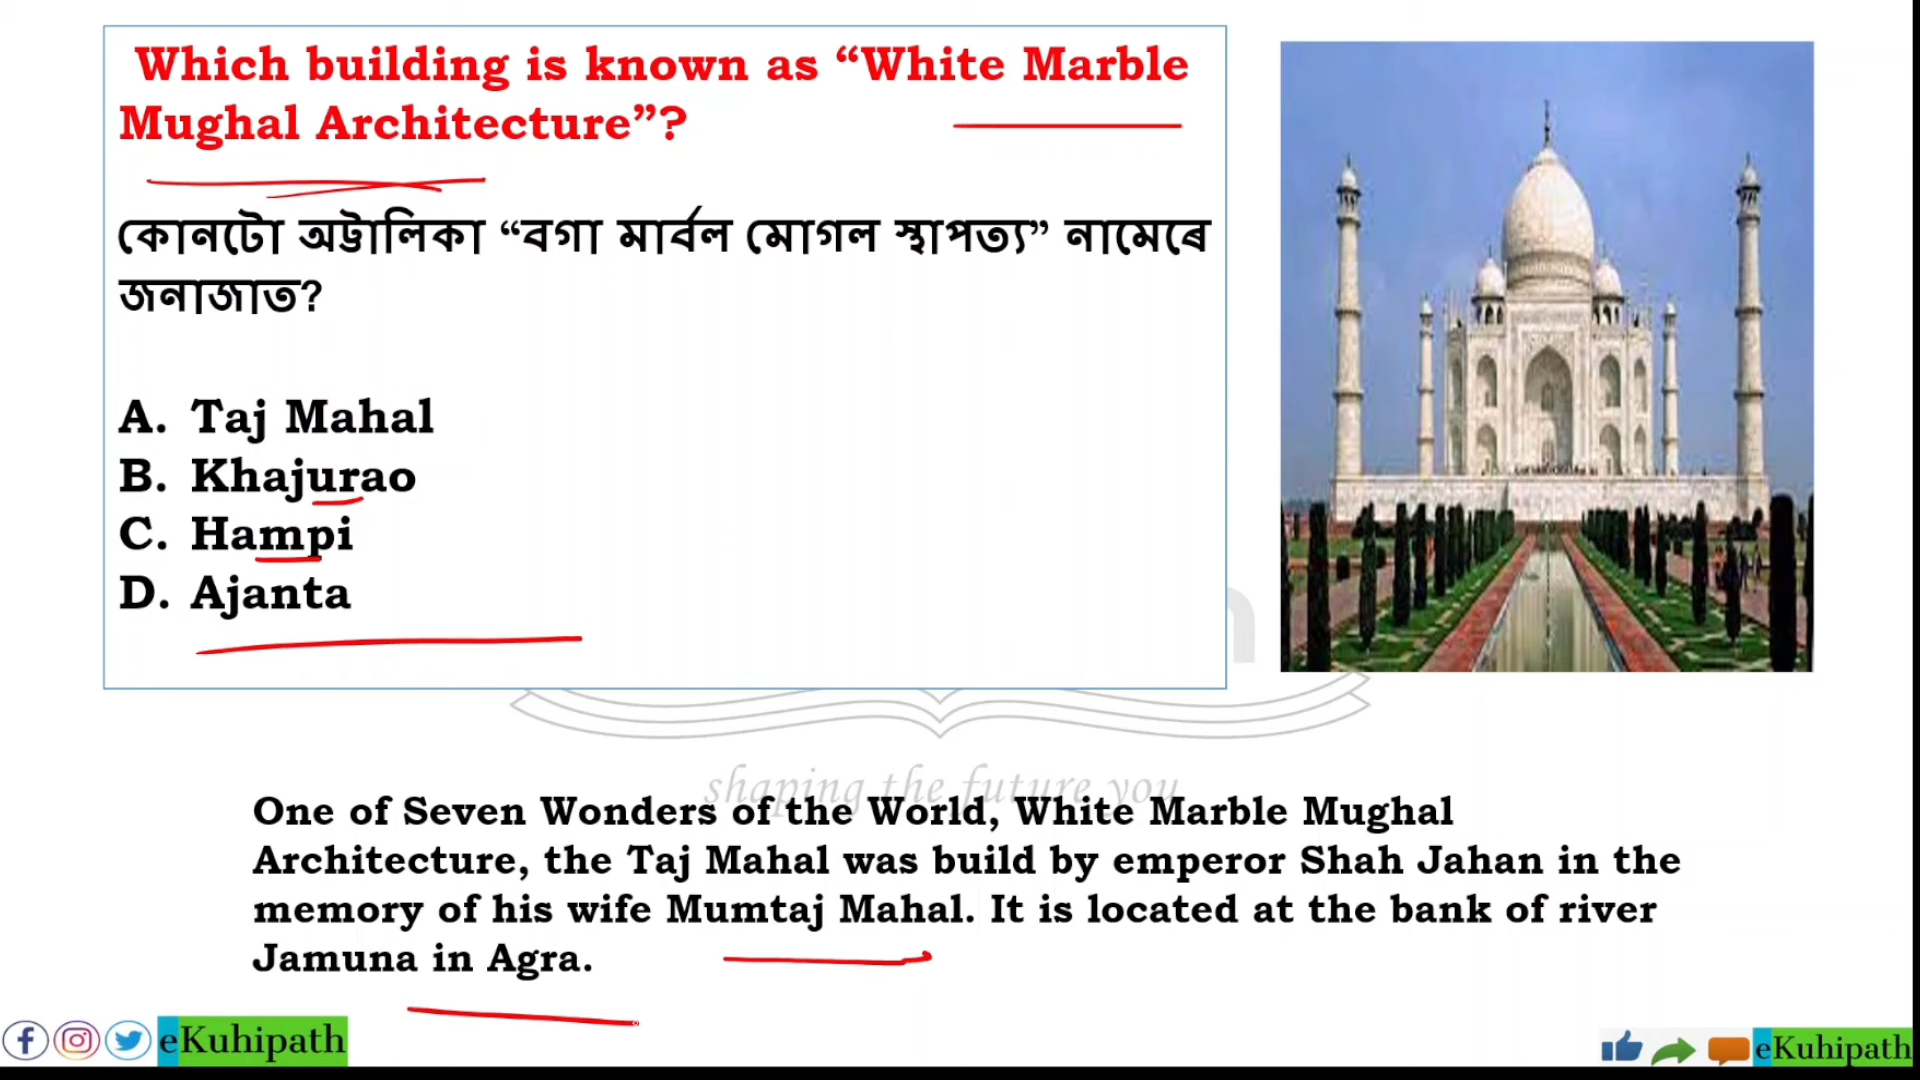 Which building is known as “White Marble
Mughal Architecture”?
কোনটো অট্টালিকা “বগা মাৰ্বল মোগল স্থাপত্য” নামেৰে
জনাজাত?
A. Taj Mahal
B. Khajurao
C. Hampi
D. Ajanta
shaping the future you
One of Seven Wonders of the World, White Marble Mughal
Architecture, the Taj Mahal was build by emperor Shah Jahan in the
memory of his wife Mumtaj Mahal. It is located at the bank of river
Jamuna in Agra.
eKuhipath
eKuhipath